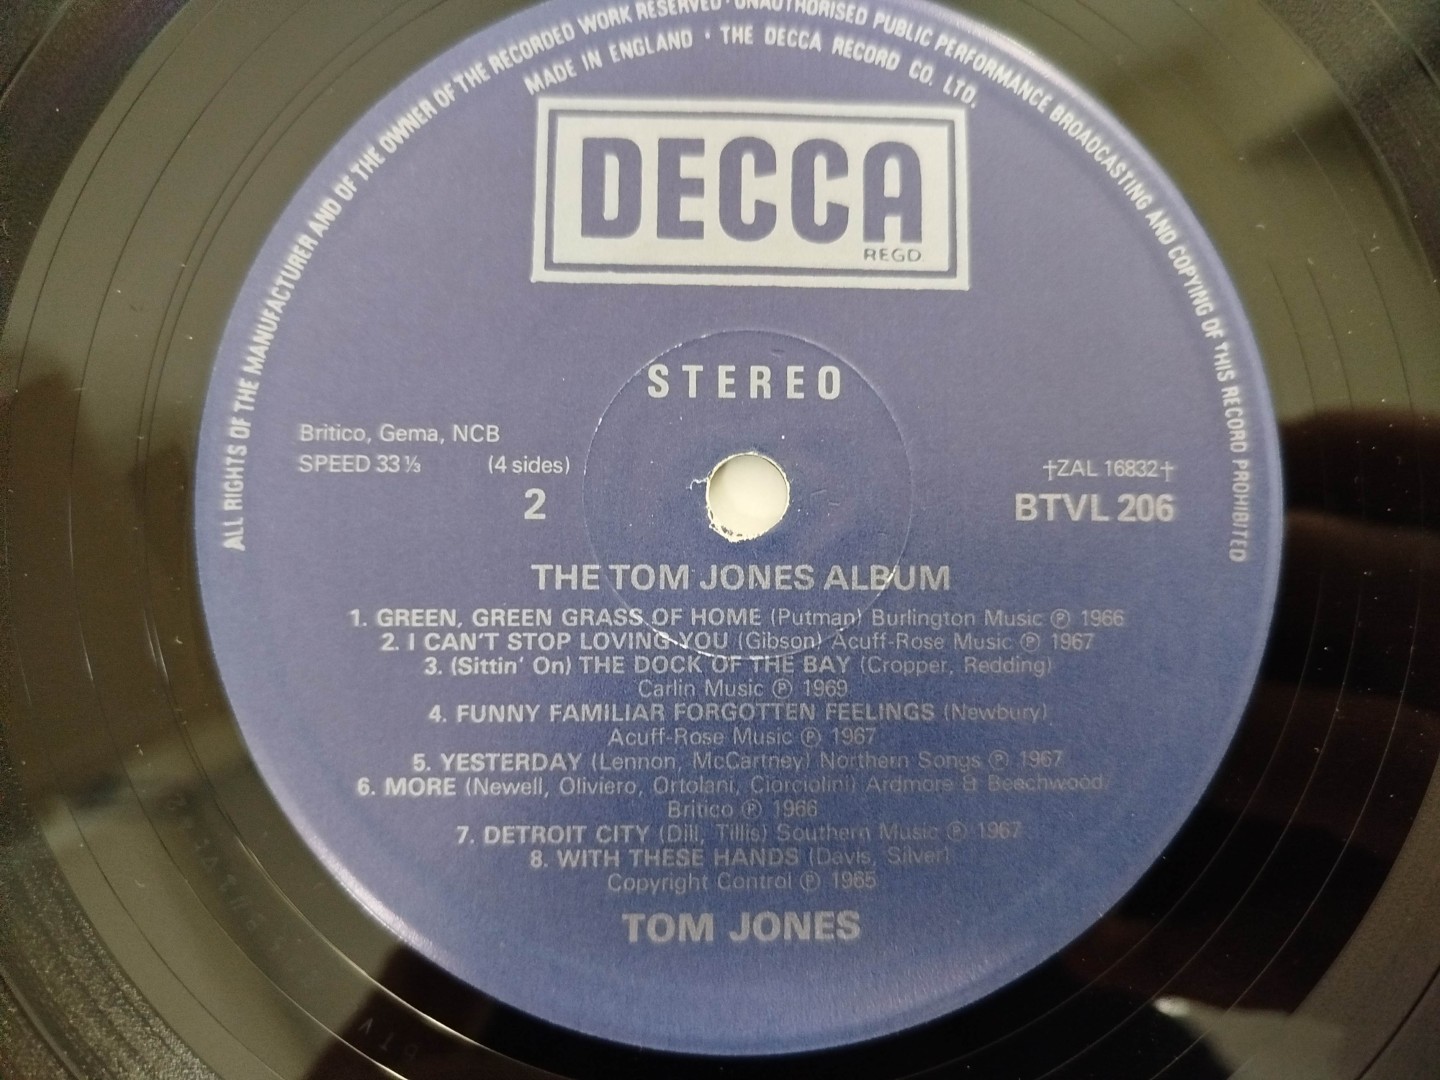 ALL RIGHTS OF THE MANUFACTURER AND OF THE OWNER OF THE RECORDED WORK RESERVED · UNAUTHORISED PUBLIC PERFORMANCE BROADCASTING AND COPYING OF THIS RECORD PROHIBITED
MADE IN ENGLAND · THE DECCA RECORD CO. LTD.
DECCA
REGD
STEREO
Britico, Gema, NCB
SPEED 33⅓ (4 sides)
†ZAL 16832†
2
BTVL 206
THE TOM JONES ALBUM
1. GREEN, GREEN GRASS OF HOME (Putman) Burlington Music ℗ 1966
2. I CAN'T STOP LOVING YOU (Gibson) Acuff-Rose Music ℗ 1967
3. (Sittin' On) THE DOCK OF THE BAY (Cropper, Redding)
Carlin Music ℗ 1969
4. FUNNY FAMILIAR FORGOTTEN FEELINGS (Newbury)
Acuff-Rose Music ℗ 1967
5. YESTERDAY (Lennon, McCartney) Northern Songs ℗ 1967
6. MORE (Newell, Oliviero, Ortolani, Ciorciolini) Ardmore & Beechwood
Britico ℗ 1966
7. DETROIT CITY (Dill, Tillis) Southern Music ℗ 1967
8. WITH THESE HANDS (Davis, Silver)
Copyright Control ℗ 1965
TOM JONES